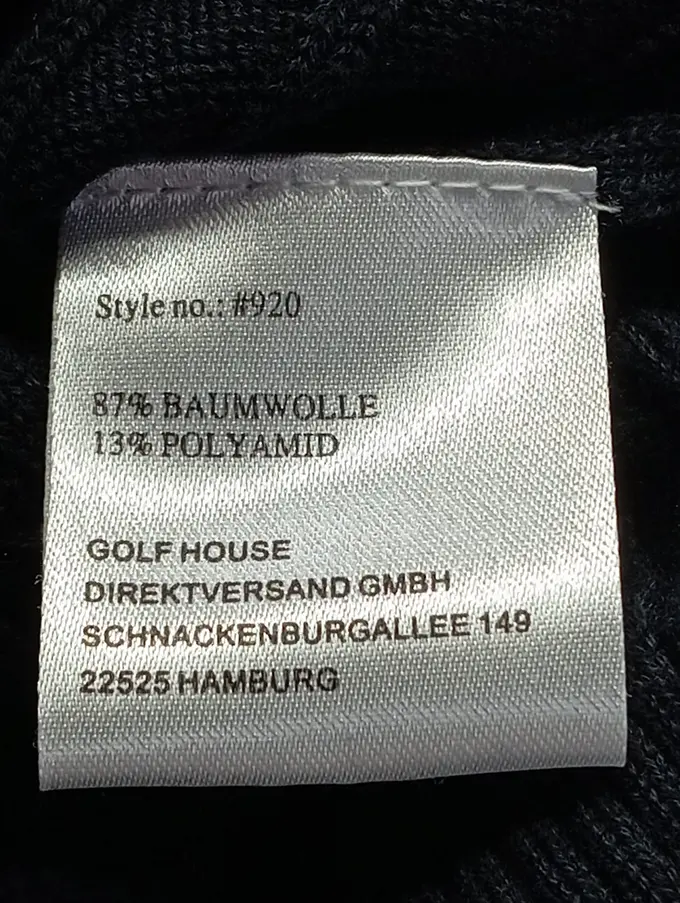 Style no.: #920
87% BAUMWOLLE
13% POLYAMID
GOLF HOUSE
DIREKTVERSAND GMBH
SCHNACKENBURGALLEE 149
22525 HAMBURG